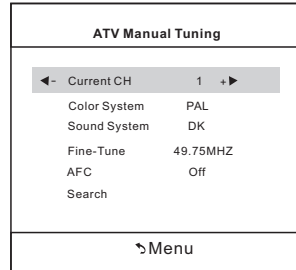 ATV Manual Tuning
◀- Current CH 1 +▶
Color System PAL
Sound System DK
Fine-Tune 49.75MHZ
AFC Off
Search
Menu